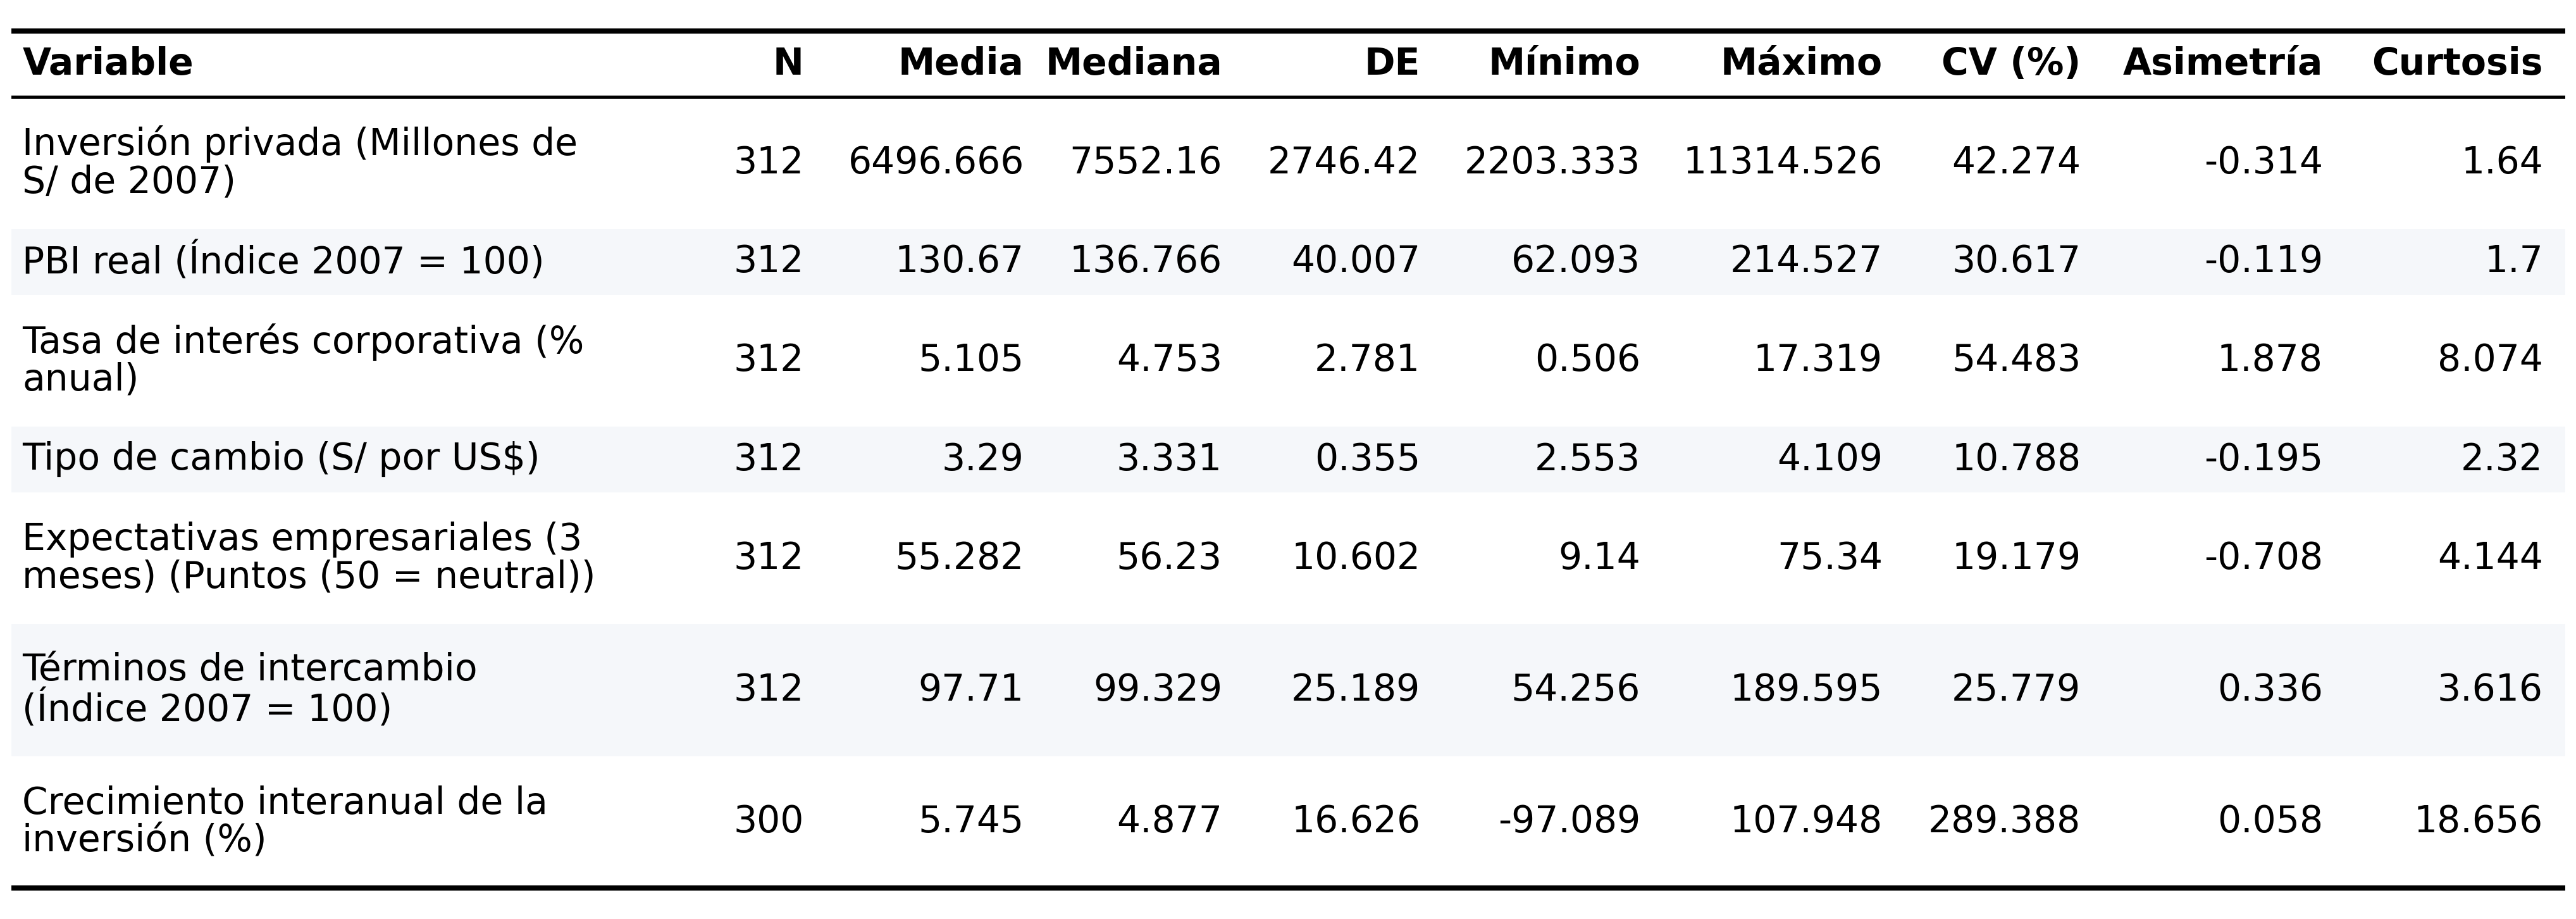 Variable N Media Mediana DE Mínimo Máximo CV (%) Asimetría Curtosis
Inversión privada (Millones de
S/ de 2007) 312 6496.666 7552.16 2746.42 2203.333 11314.526 42.274 -0.314 1.64
PBI real (Índice 2007 = 100) 312 130.67 136.766 40.007 62.093 214.527 30.617 -0.119 1.7
Tasa de interés corporativa (%
anual) 312 5.105 4.753 2.781 0.506 17.319 54.483 1.878 8.074
Tipo de cambio (S/ por US$) 312 3.29 3.331 0.355 2.553 4.109 10.788 -0.195 2.32
Expectativas empresariales (3
meses) (Puntos (50 = neutral)) 312 55.282 56.23 10.602 9.14 75.34 19.179 -0.708 4.144
Términos de intercambio
(Índice 2007 = 100) 312 97.71 99.329 25.189 54.256 189.595 25.779 0.336 3.616
Crecimiento interanual de la
inversión (%) 300 5.745 4.877 16.626 -97.089 107.948 289.388 0.058 18.656